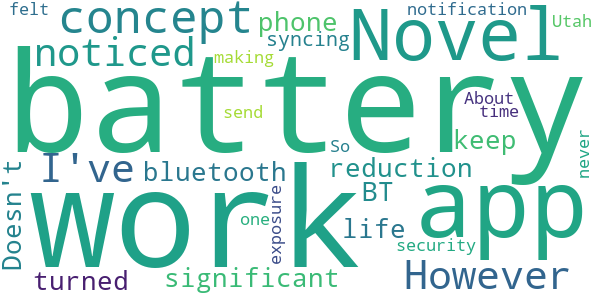 felt concept phone notification Utah
noticed syncing Novel
making
battery
send About time
I've bluetooth So reduction keep never
Doesn't work BT app
exposure one life security
turned significant However